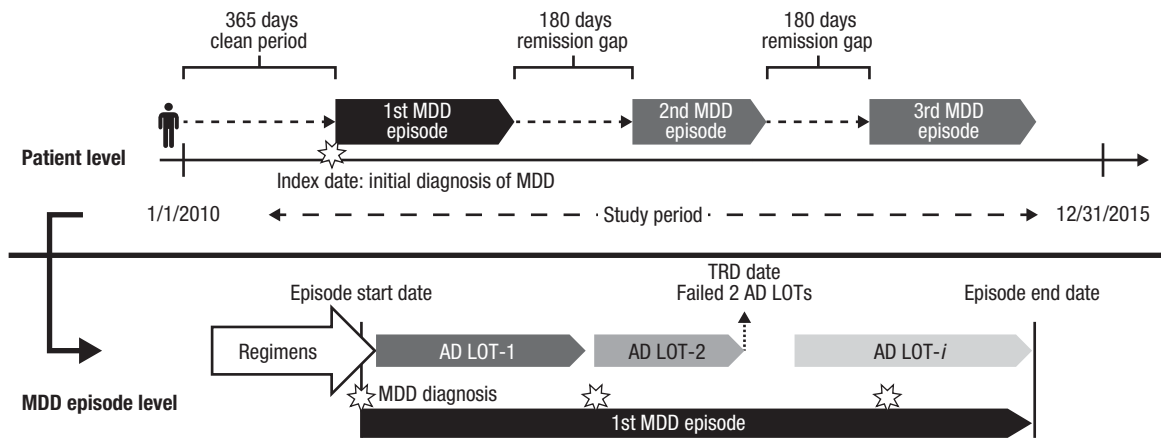 365 days
clean period
180 days
remission gap
180 days
remission gap
1st MDD
episode
2nd MDD
episode
3rd MDD
episode
Patient level
Index date: initial diagnosis of MDD
1/1/2010
Study period
12/31/2015
TRD date
Failed 2 AD LOTs
Episode start date
Episode end date
Regimens
AD LOT-1
AD LOT-2
AD LOT-i
MDD diagnosis
MDD episode level
1st MDD episode